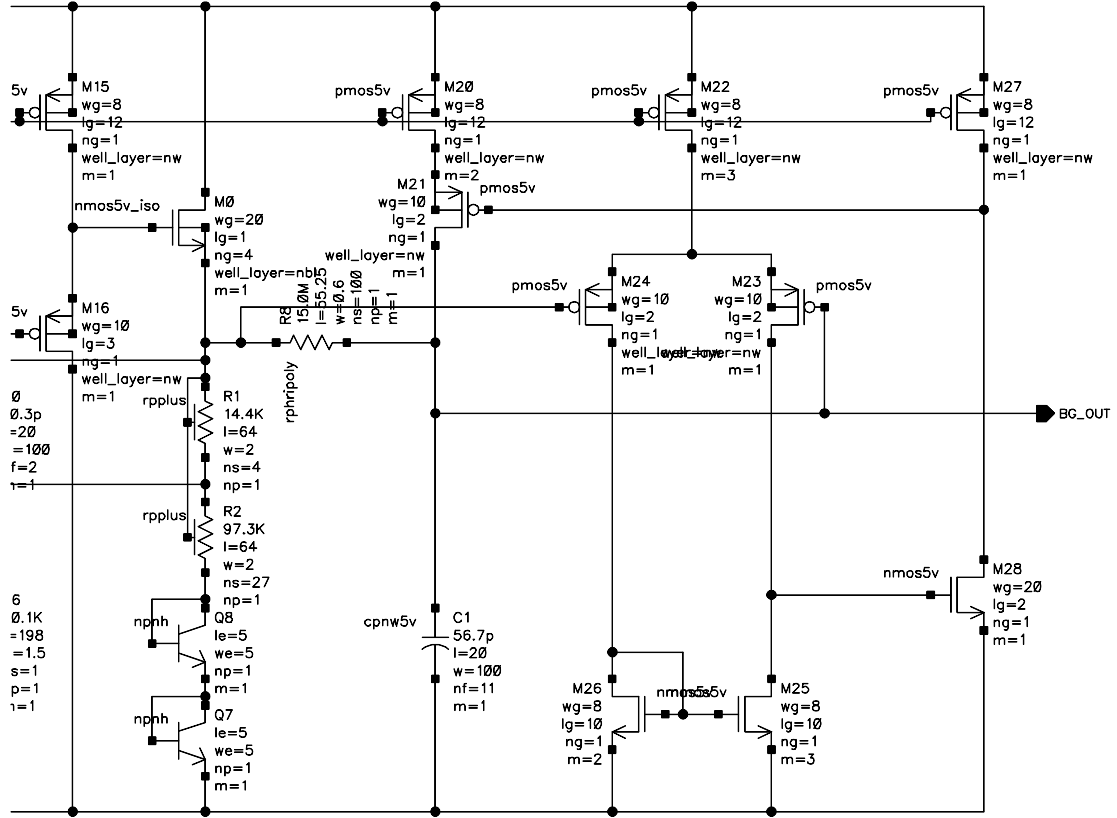 5v
M15
wg=8
lg=12
ng=1
well_layer=nw
m=1
pmos5v
M20
wg=8
lg=12
ng=1
well_layer=nw
m=2
pmos5v
M22
wg=8
lg=12
ng=1
well_layer=nw
m=3
pmos5v
M27
wg=8
lg=12
ng=1
well_layer=nw
m=1
nmos5v_iso
M0
wg=20
lg=1
ng=4
well_layer=nbl
m=1
M21
wg=10
lg=2
ng=1
well_layer=nw
m=1
pmos5v
5v
M16
wg=10
lg=3
ng=1
well_layer=nw
m=1
R8
15.0M
l=55.25
w=0.6
ns=100
np=1
m=1
rphripoly
pmos5v
M24
wg=10
lg=2
ng=1
well_layer=nw
m=1
M23
wg=10
lg=2
ng=1
well_layer=nw
m=1
pmos5v
0
0.3p
=20
=100
f=2
=1
rpplus
R1
14.4K
l=64
w=2
ns=4
np=1
BG_OUT
rpplus
R2
97.3K
l=64
w=2
ns=27
np=1
6
0.1K
=198
=1.5
s=1
p=1
=1
npnh
Q8
le=5
we=5
np=1
m=1
npnh
Q7
le=5
we=5
np=1
m=1
cpnw5v
C1
56.7p
l=20
w=100
nf=11
m=1
nmos5v
M28
wg=20
lg=2
ng=1
m=1
M26
wg=8
lg=10
ng=1
m=2
nmos5v
nmos5v
M25
wg=8
lg=10
ng=1
m=3